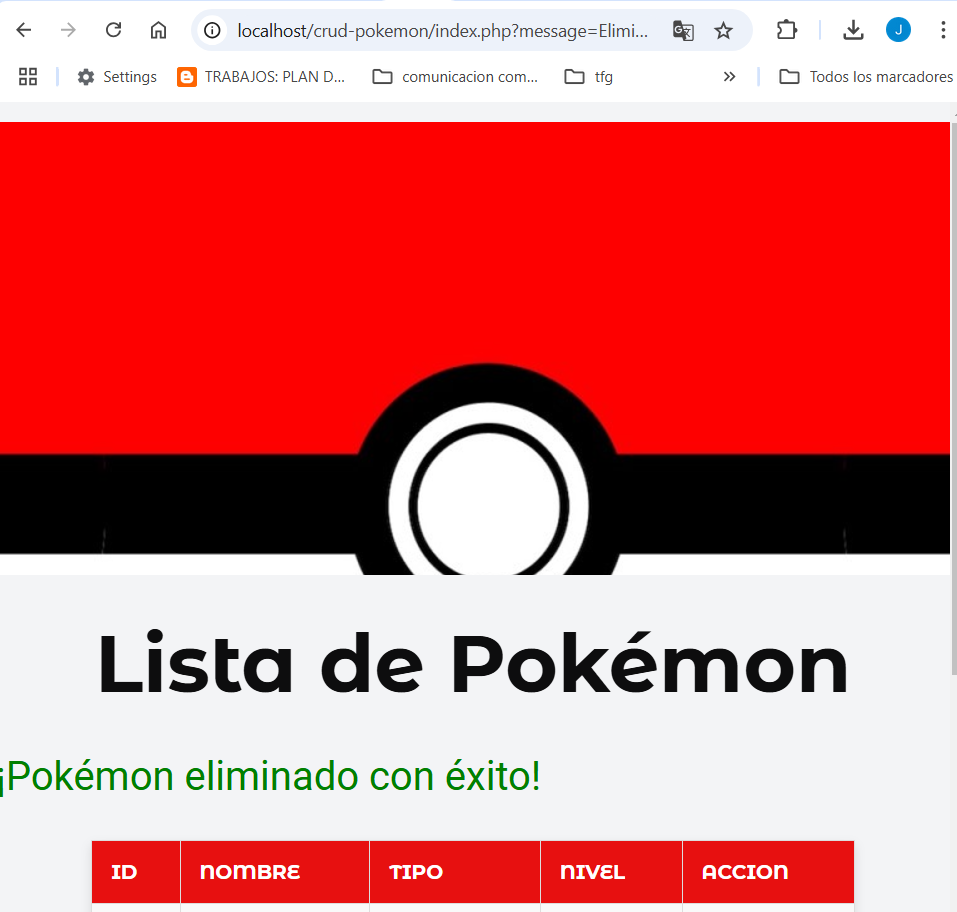 localhost/crud-pokemon/index.php?message=Elimi...
J
Settings TRABAJOS: PLAN D... comunicacion com... tfg » Todos los marcadores
Lista de Pokémon
¡Pokémon eliminado con éxito!
ID NOMBRE TIPO NIVEL ACCION